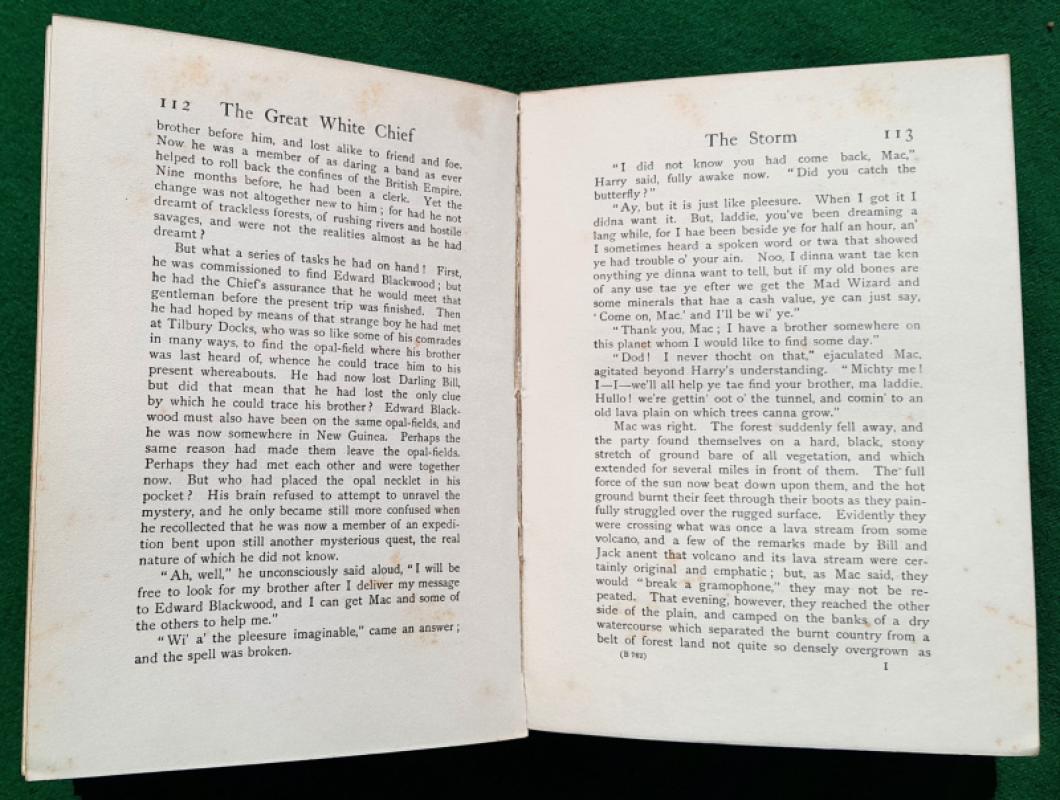 112 The Great White Chief
brother before him, and lost alike to friend and foe.
Now he was a member of as daring a band as ever
helped to roll back the confines of the British Empire.
Nine months before, he had been a clerk. Yet the
change was not altogether new to him; for had he not
dreamt of trackless forests, of rushing rivers and hostile
savages, and were not the realities almost as he had
dreamt?
But what a series of tasks he had on hand! First,
he was commissioned to find Edward Blackwood; but
he had the Chief's assurance that he would meet that
gentleman before the present trip was finished. Then
he had hoped by means of that strange boy he had met
at Tilbury Docks, who was so like some of his comrades
in many ways, to find the opal-field where his brother
was last heard of, whence he could trace him to his
present whereabouts. He had now lost Darling Bill,
but did that mean that he had lost the only clue
by which he could trace his brother? Edward Black-
wood must also have been on the same opal-fields, and
he was now somewhere in New Guinea. Perhaps the
same reason had made them leave the opal-fields.
Perhaps they had met each other and were together
now. But who had placed the opal necklet in his
pocket? His brain refused to attempt to unravel the
mystery, and he only became still more confused when
he recollected that he was now a member of an expedi-
tion bent upon still another mysterious quest, the real
nature of which he did not know.
"Ah, well," he unconsciously said aloud, "I will be
free to look for my brother after I deliver my message
to Edward Blackwood, and I can get Mac and some of
the others to help me."
"Wi' a' the pleesure imaginable," came an answer;
and the spell was broken.
The Storm 113
"I did not know you had come back, Mac,"
Harry said, fully awake now. "Did you catch the
butterfly?"
"Ay, but it is just like pleesure. When I got it I
didna want it. But, laddie, you've been dreaming a
lang while, for I hae been beside ye for half an hour, an'
I sometimes heard a spoken word or twa that showed
ye had trouble o' your ain. Noo, I dinna want tae ken
onything ye dinna want to tell, but if my old bones are
of any use tae ye efter we get the Mad Wizard and
some minerals that hae a cash value, ye can just say,
'Come on, Mac.' and I'll be wi' ye."
"Thank you, Mac; I have a brother somewhere on
this planet whom I would like to find some day."
"Dod! I never thocht on that," ejaculated Mac,
agitated beyond Harry's understanding. "Michty me!
I—I—we'll all help ye tae find your brother, ma laddie.
Hullo! we're gettin' oot o' the tunnel, and comin' to an
old lava plain on which trees canna grow."
Mac was right. The forest suddenly fell away, and
the party found themselves on a hard, black, stony
stretch of ground bare of all vegetation, and which
extended for several miles in front of them. The full
force of the sun now beat down upon them, and the hot
ground burnt their feet through their boots as they pain-
fully struggled over the rugged surface. Evidently they
were crossing what was once a lava stream from some
volcano, and a few of the remarks made by Bill and
Jack anent that volcano and its lava stream were cer-
tainly original and emphatic; but, as Mac said, they
would "break a gramophone," they may not be re-
peated. That evening, however, they reached the other
side of the plain, and camped on the banks of a dry
watercourse which separated the burnt country from a
belt of forest land not quite so densely overgrown as
(B 762)
I